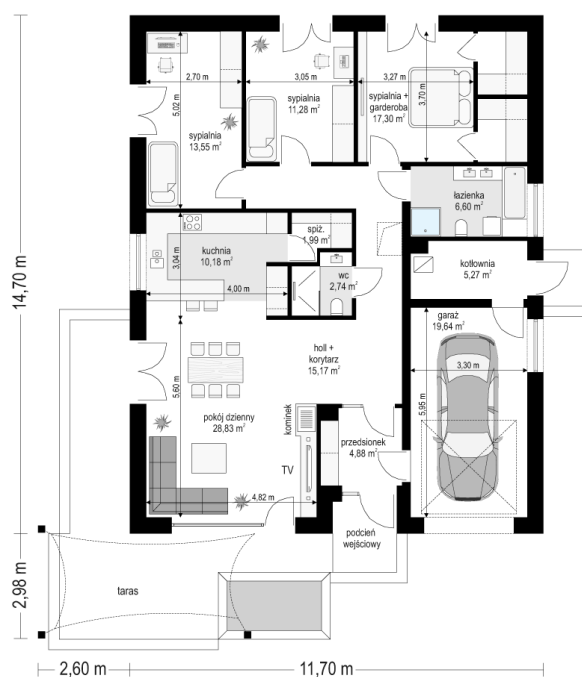 2,70 m
3,05 m
3,27 m
5,02 m
3,70 m
sypialnia
13,55 m²
sypialnia
11,28 m²
sypialnia +
garderoba
17,30 m²
łazienka
6,60 m²
kuchnia
10,18 m²
3,04 m
4,00 m
spiż.
1,99 m²
wc
2,74 m²
kotłownia
5,27 m²
garaż
19,64 m²
3,30 m
5,95 m
holl +
korytarz
15,17 m²
5,60 m
pokój dzienny
28,83 m²
kominek
TV
4,82 m
przedsionek
4,88 m²
podcień
wejściowy
taras
14,70 m
2,98 m
2,60 m
11,70 m